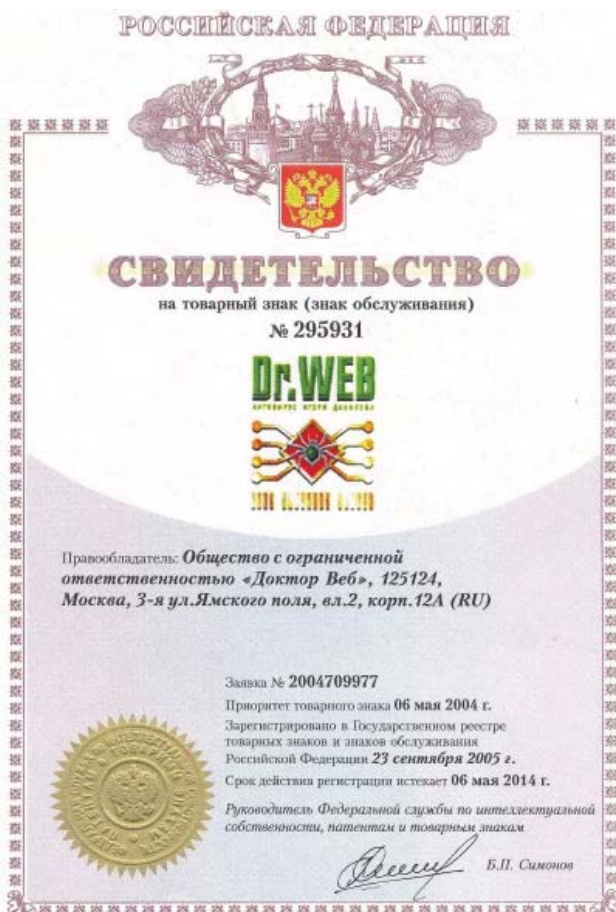 РОССИЙСКАЯ ФЕДЕРАЦИЯ
СВИДЕТЕЛЬСТВО
на товарный знак (знак обслуживания)
№ 295931
Dr.WEB
АНТИВИРУС ИГОРЯ ДАНИЛОВА
Правообладатель: Общество с ограниченной
ответственностью «Доктор Веб», 125124,
Москва, 3-я ул.Ямского поля, вл.2, корп.12А (RU)
Заявка № 2004709977
Приоритет товарного знака 06 мая 2004 г.
Зарегистрировано в Государственном реестре
товарных знаков и знаков обслуживания
Российской Федерации 23 сентября 2005 г.
Срок действия регистрации истекает 06 мая 2014 г.
Руководитель Федеральной службы по интеллектуальной
собственности, патентам и товарным знакам
Б.П. Симонов